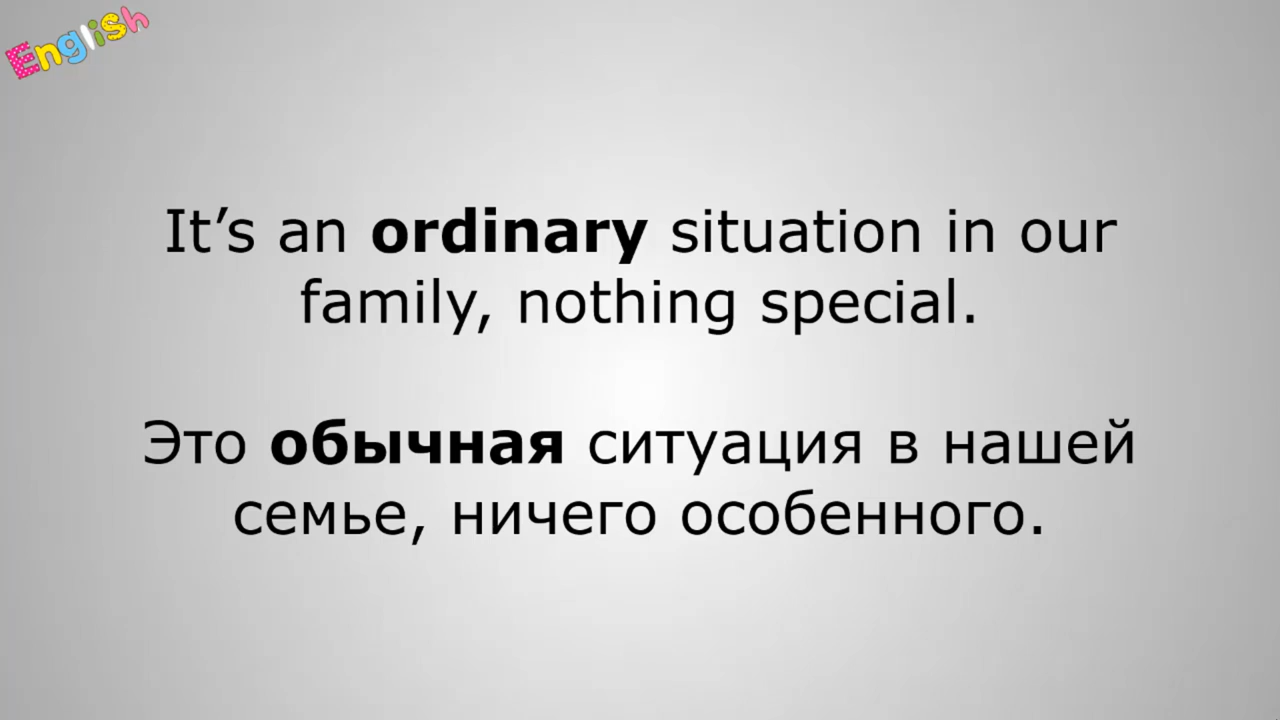 English
It’s an ordinary situation in our
family, nothing special.
Это обычная ситуация в нашей
семье, ничего особенного.